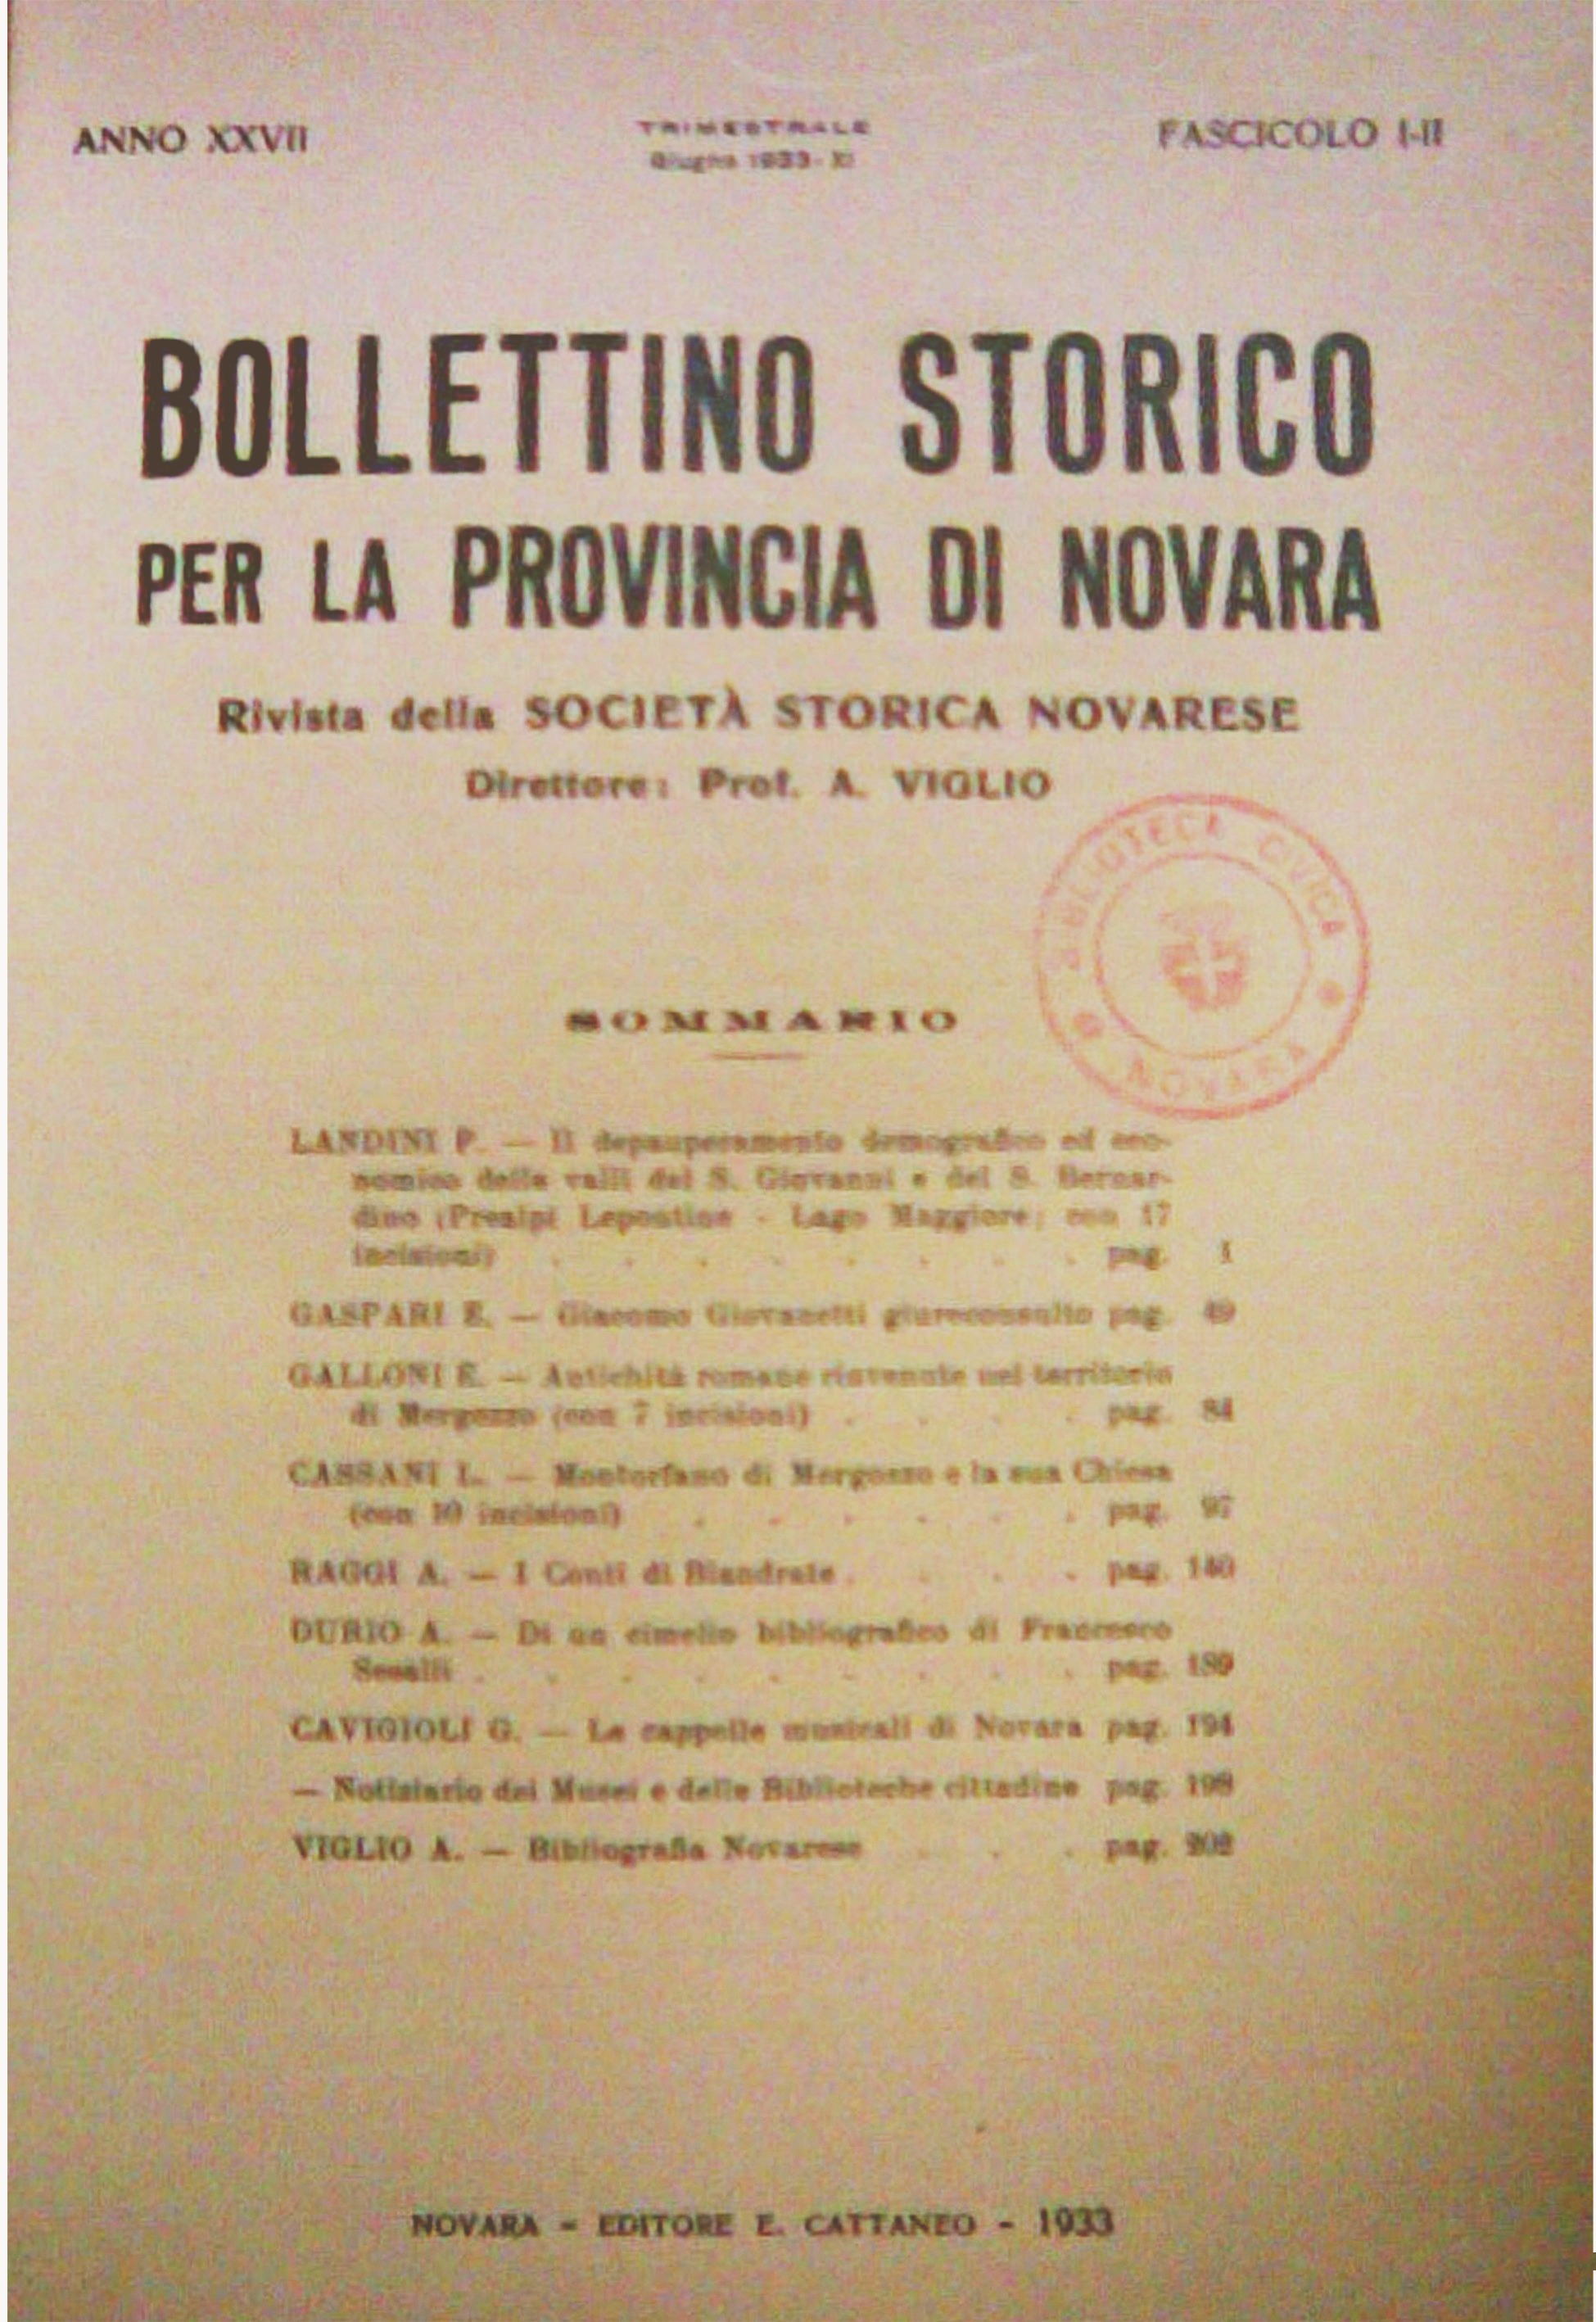 ANNO XXVII
TRIMESTRALE
Giugno 1933 - XI
FASCICOLO I-II
BOLLETTINO STORICO
PER LA PROVINCIA DI NOVARA
Rivista della SOCIETÀ STORICA NOVARESE
Direttore: Prof. A. VIGLIO
BIBLIOTECA CIVICA
NOVARA
SOMMARIO
LANDINI P. — Il depauperamento demografico ed eco-
nomico delle valli del S. Giovanni e del S. Bernar-
dino (Prealpi Lepontine - Lago Maggiore; con 17
incisioni) . . . . . . . . pag. 1
GASPARI E. — Giacomo Giovanetti giureconsulto pag. 49
GALLONI E. — Antichità romane rinvenute nel territorio
di Mergozzo (con 7 incisioni) . . . . pag. 84
CASSANI L. — Montorfano di Mergozzo e la sua Chiesa
(con 10 incisioni) . . . . . . pag. 97
RAGGI A. — I Conti di Biandrate . . . . pag. 140
DURIO A. — Di un cimelio bibliografico di Francesco
. . . . . . . . . pag. 189
CAVIGIOLI G. — Le cappelle musicali di Novara pag. 194
— Notiziario dei Musei e delle Biblioteche cittadine pag. 198
VIGLIO A. — Bibliografia Novarese . . . pag. 202
NOVARA - EDITORE E. CATTANEO - 1933